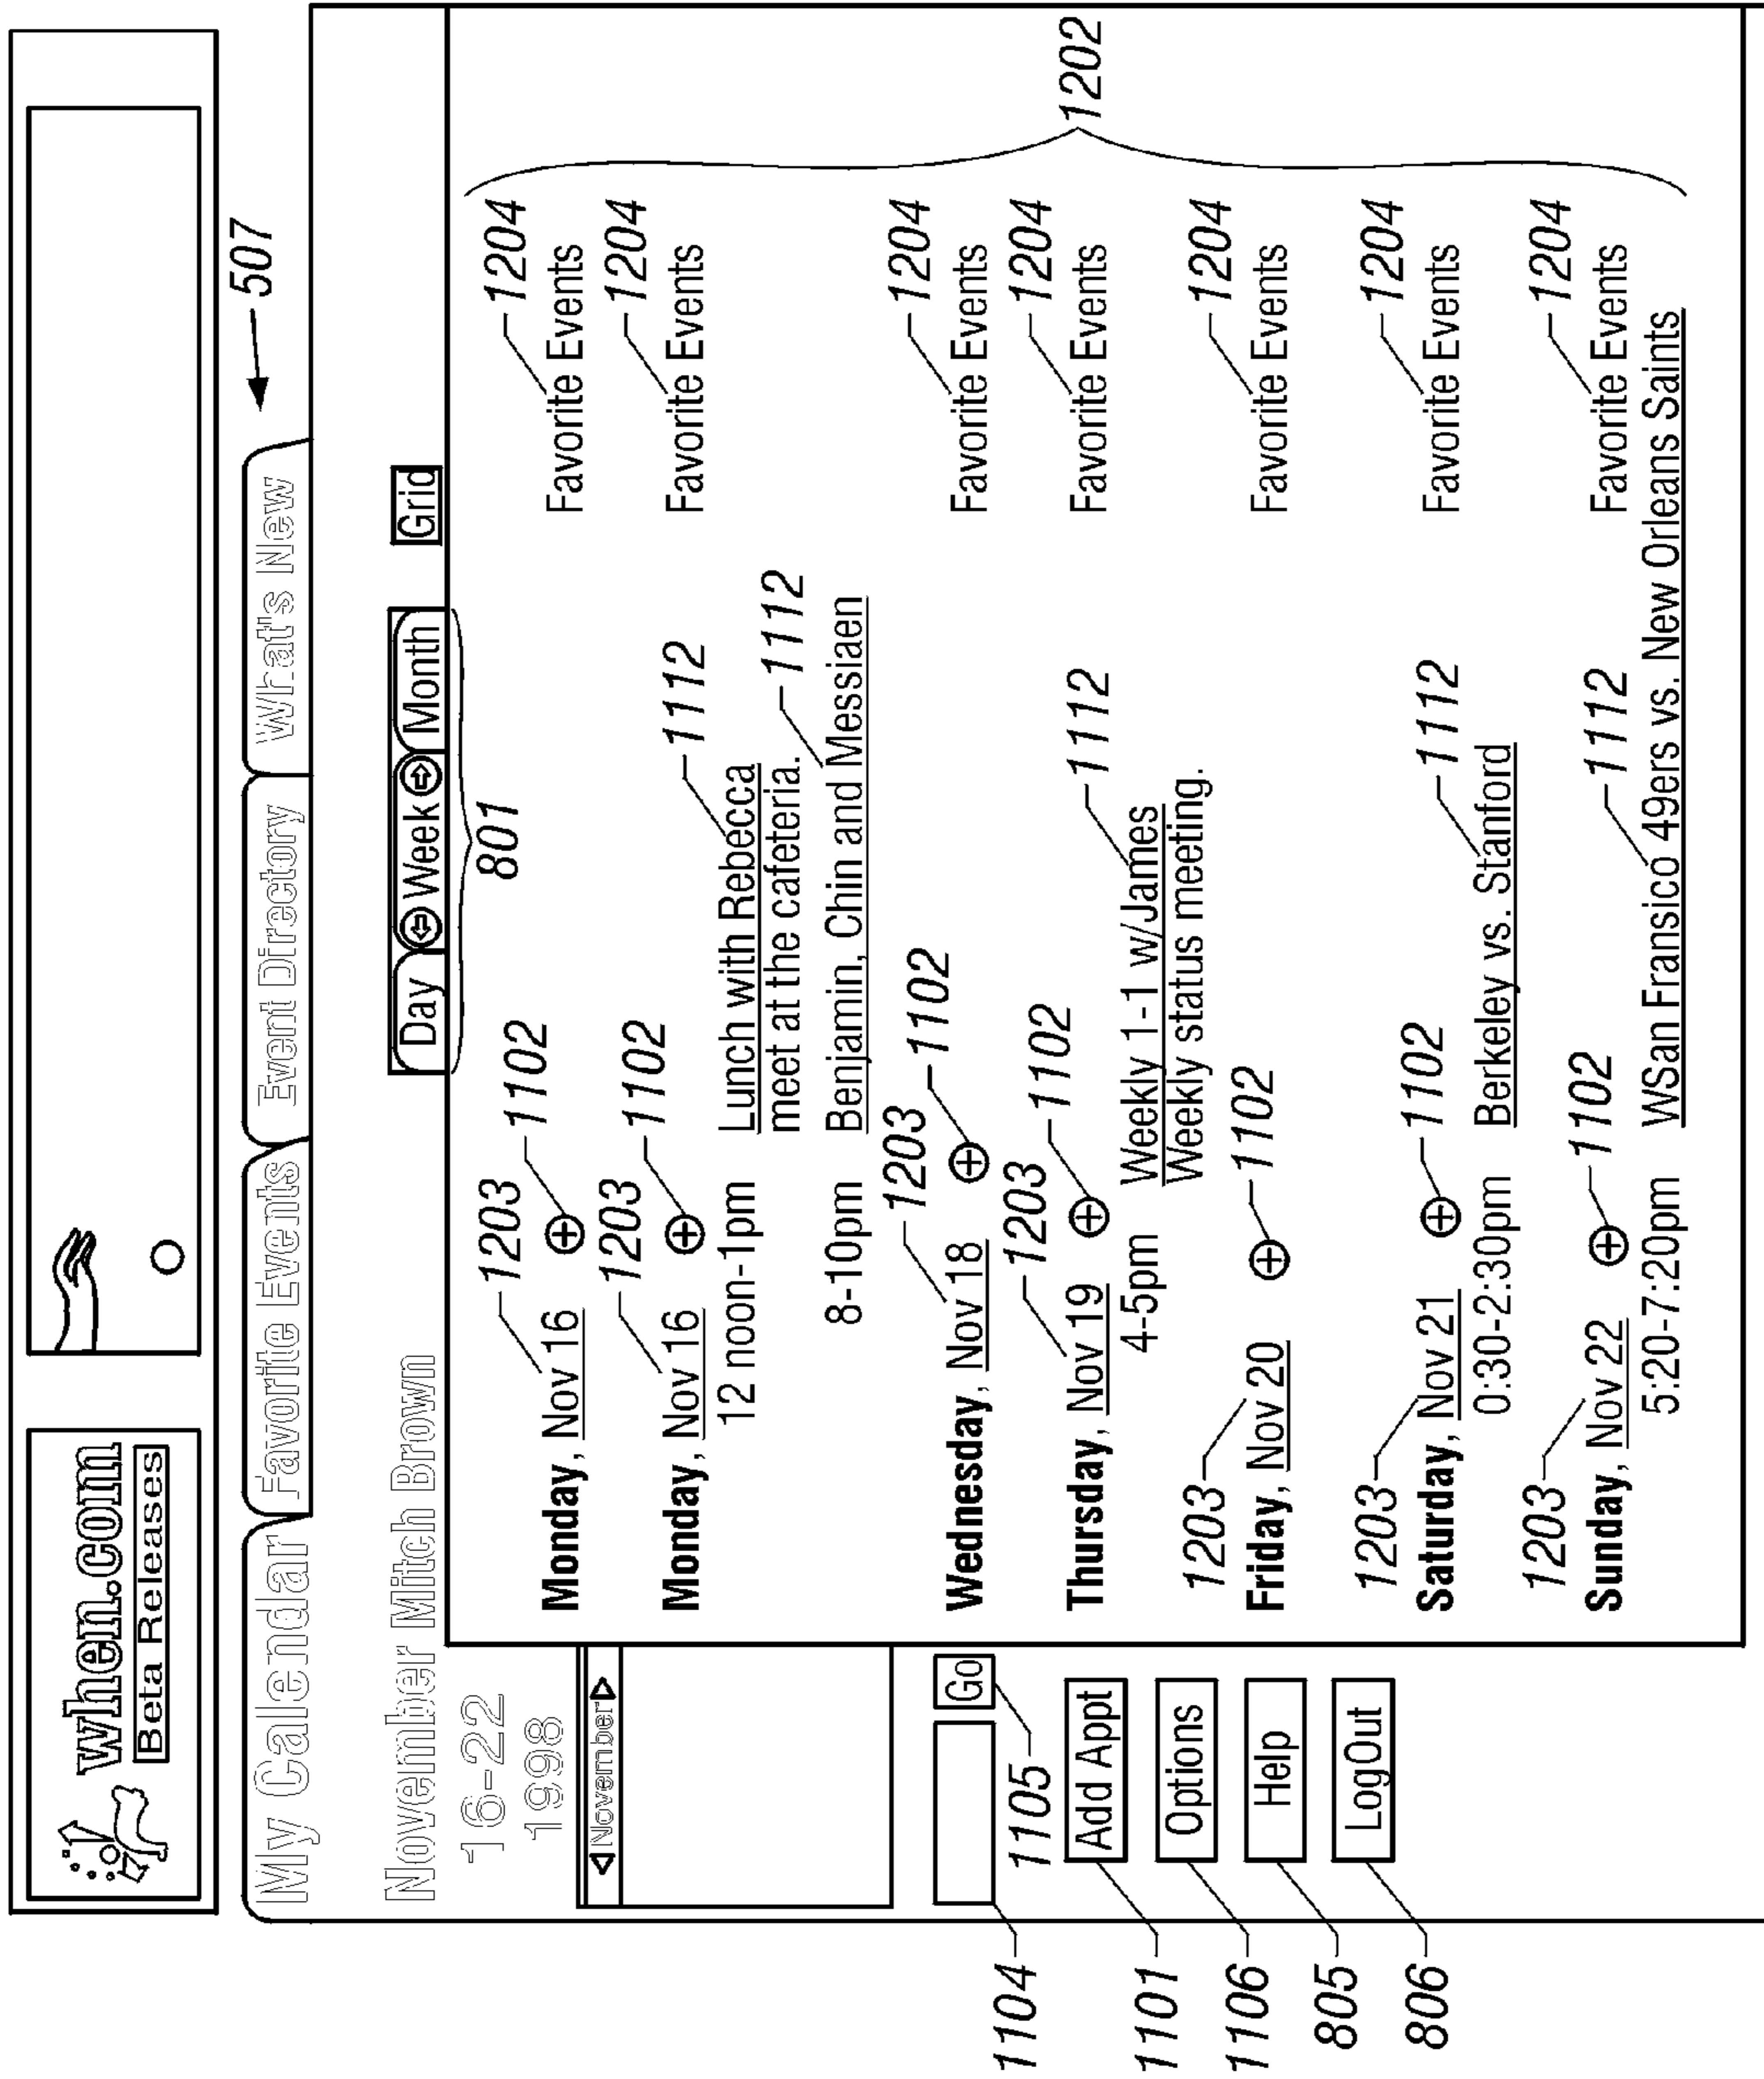 when.com
Beta Releases
507
My Calendar Favorite Events Event Directory What's New
November Mitch Brown
16-22
1998
Day Week Month Grid
801
November
1104
Go
1105
1101
Add Appt
1106
Options
805
Help
806
LogOut
1203 1102 1204
Monday, Nov 16 Favorite Events
1203 1102 1204
Monday, Nov 16 Favorite Events
1112
12 noon-1pm Lunch with Rebecca
meet at the cafeteria.
1112
8-10pm Benjamin, Chin and Messiaen
1203 1102 1204
Wednesday, Nov 18 Favorite Events
1203 1102 1204
Thursday, Nov 19 Favorite Events
1112
4-5pm Weekly 1-1 w/James
Weekly status meeting.
1203 1102 1204
Friday, Nov 20 Favorite Events
1203 1102 1204
Saturday, Nov 21 Favorite Events
1112
0:30-2:30pm Berkeley vs. Stanford
1203 1102 1204
Sunday, Nov 22 Favorite Events
1112
5:20-7:20pm WSan Fransico 49ers vs. New Orleans Saints
1202